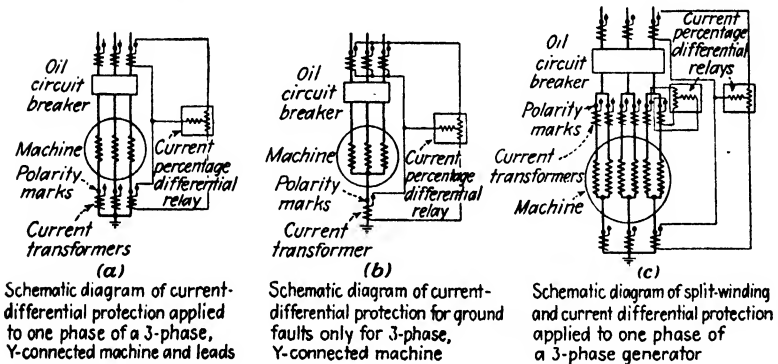 Oil
circuit
breaker
Machine
Polarity
marks
Current
transformers
Current
percentage
differential
relay
(a)
Schematic diagram of current-
differential protection applied
to one phase of a 3-phase,
Y-connected machine and leads
Oil
circuit
breaker
Machine
Polarity
marks
Current
transformer
Current
percentage
differential
relay
(b)
Schematic diagram of current-
differential protection for ground
faults only for 3-phase,
Y-connected machine
Oil
circuit
breaker
Current
percentage
differential
relays
Polarity
marks
Current
transformers
Machine
(c)
Schematic diagram of split-winding
and current differential protection
applied to one phase of
a 3-phase generator